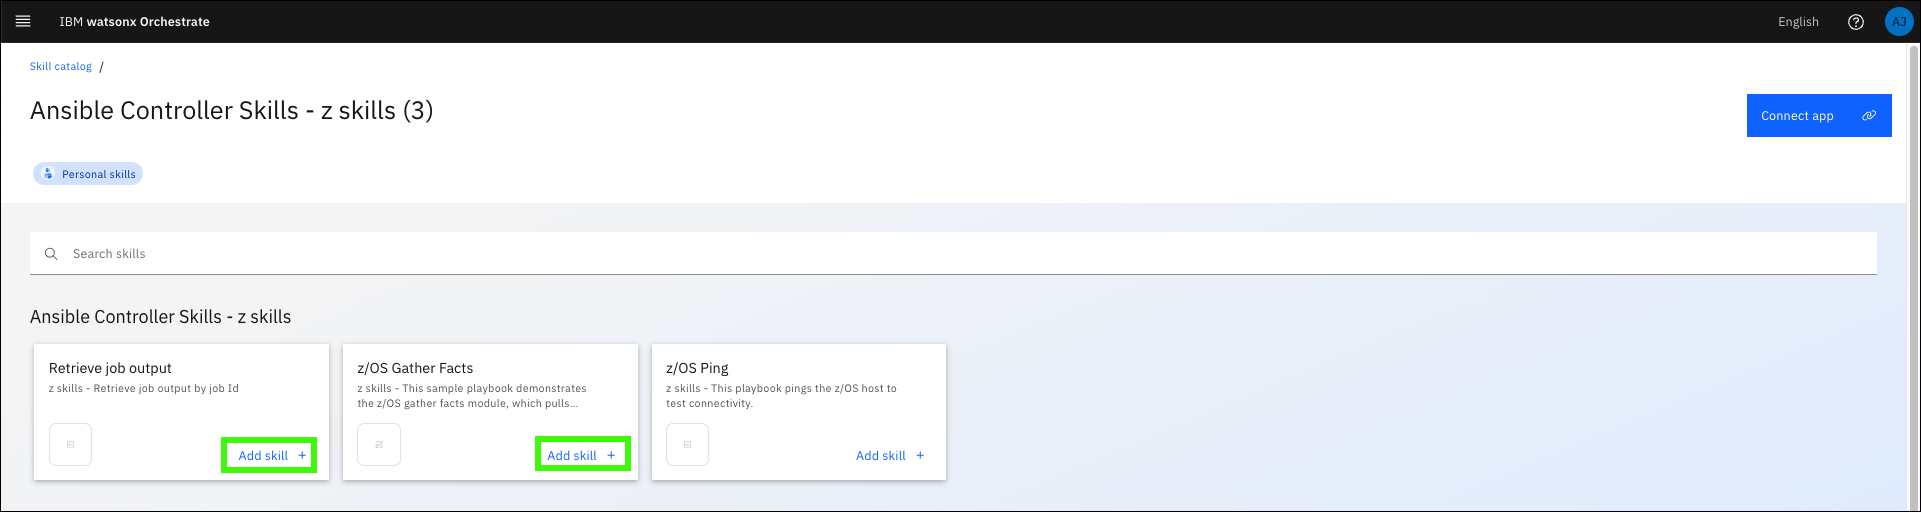 IBM watsonx Orchestrate
English
AJ
Skill catalog /
Ansible Controller Skills - z skills (3)
Connect app
Personal skills
Search skills
Ansible Controller Skills - z skills
Retrieve job output
z skills - Retrieve job output by job Id
Add skill +
z/OS Gather Facts
z skills - This sample playbook demonstrates
the z/OS gather facts module, which pulls...
Add skill +
z/OS Ping
z skills - This playbook pings the z/OS host to
test connectivity.
Add skill +